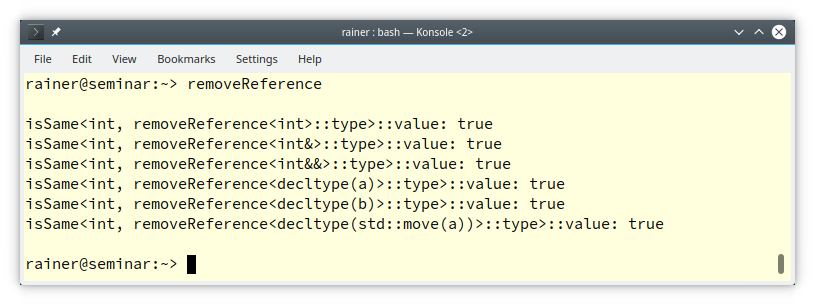 rainer : bash — Konsole <2>
File Edit View Bookmarks Settings Help
rainer@seminar:~> removeReference
isSame<int, removeReference<int>::type>::value: true
isSame<int, removeReference<int&>::type>::value: true
isSame<int, removeReference<int&&>::type>::value: true
isSame<int, removeReference<decltype(a)>::type>::value: true
isSame<int, removeReference<decltype(b)>::type>::value: true
isSame<int, removeReference<decltype(std::move(a))>::type>::value: true
rainer@seminar:~>